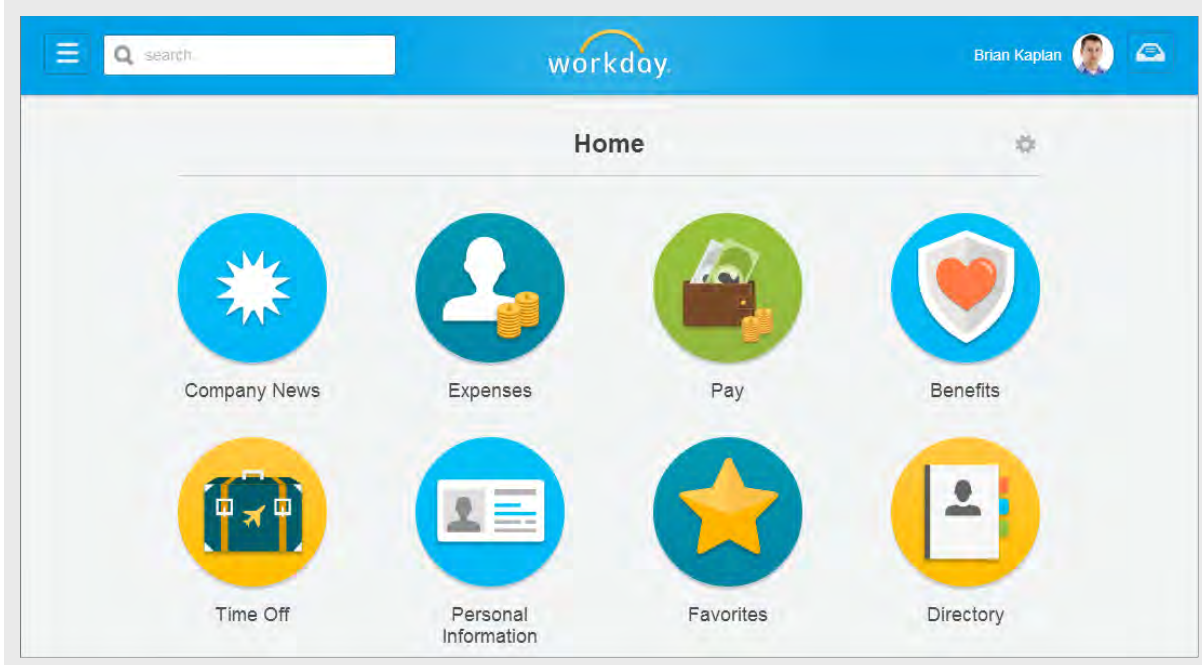 search
workday.
Brian Kaplan
Home
Company News
Expenses
Pay
Benefits
Time Off
Personal
Information
Favorites
Directory